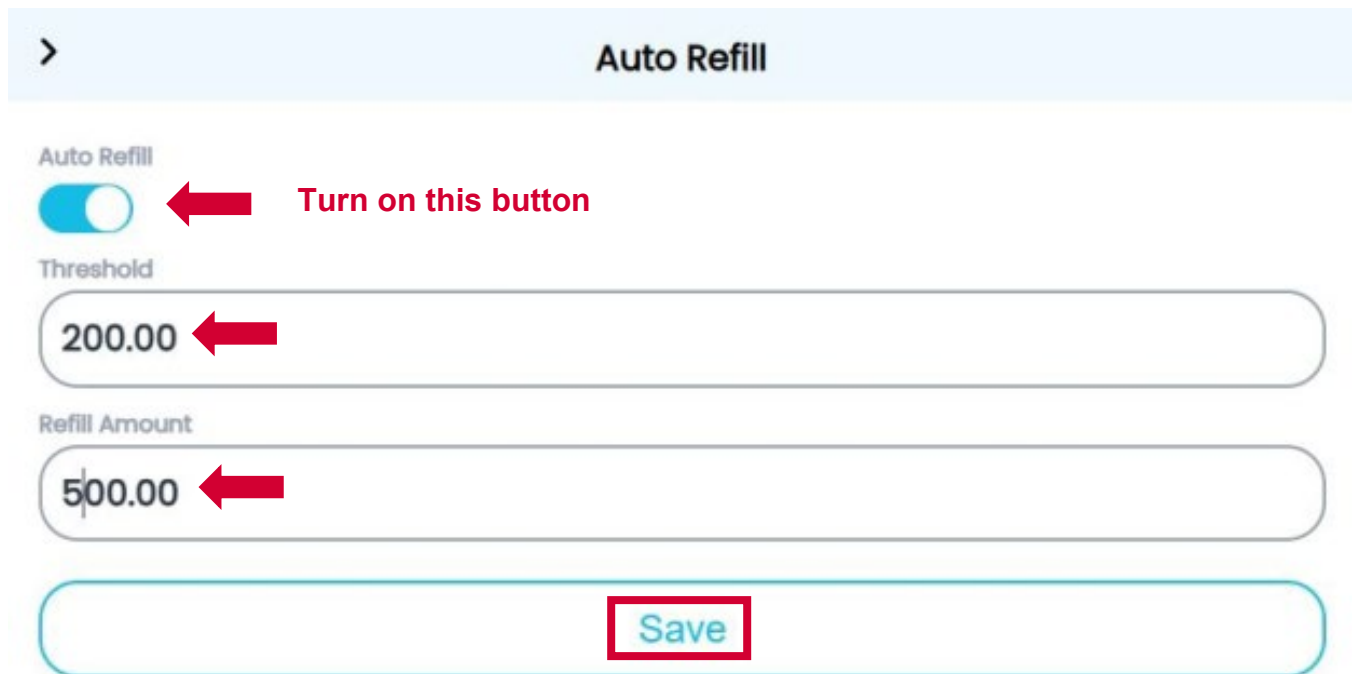 Auto Refill
Auto Refill
Turn on this button
Threshold
200.00
Refill Amount
500.00
Save